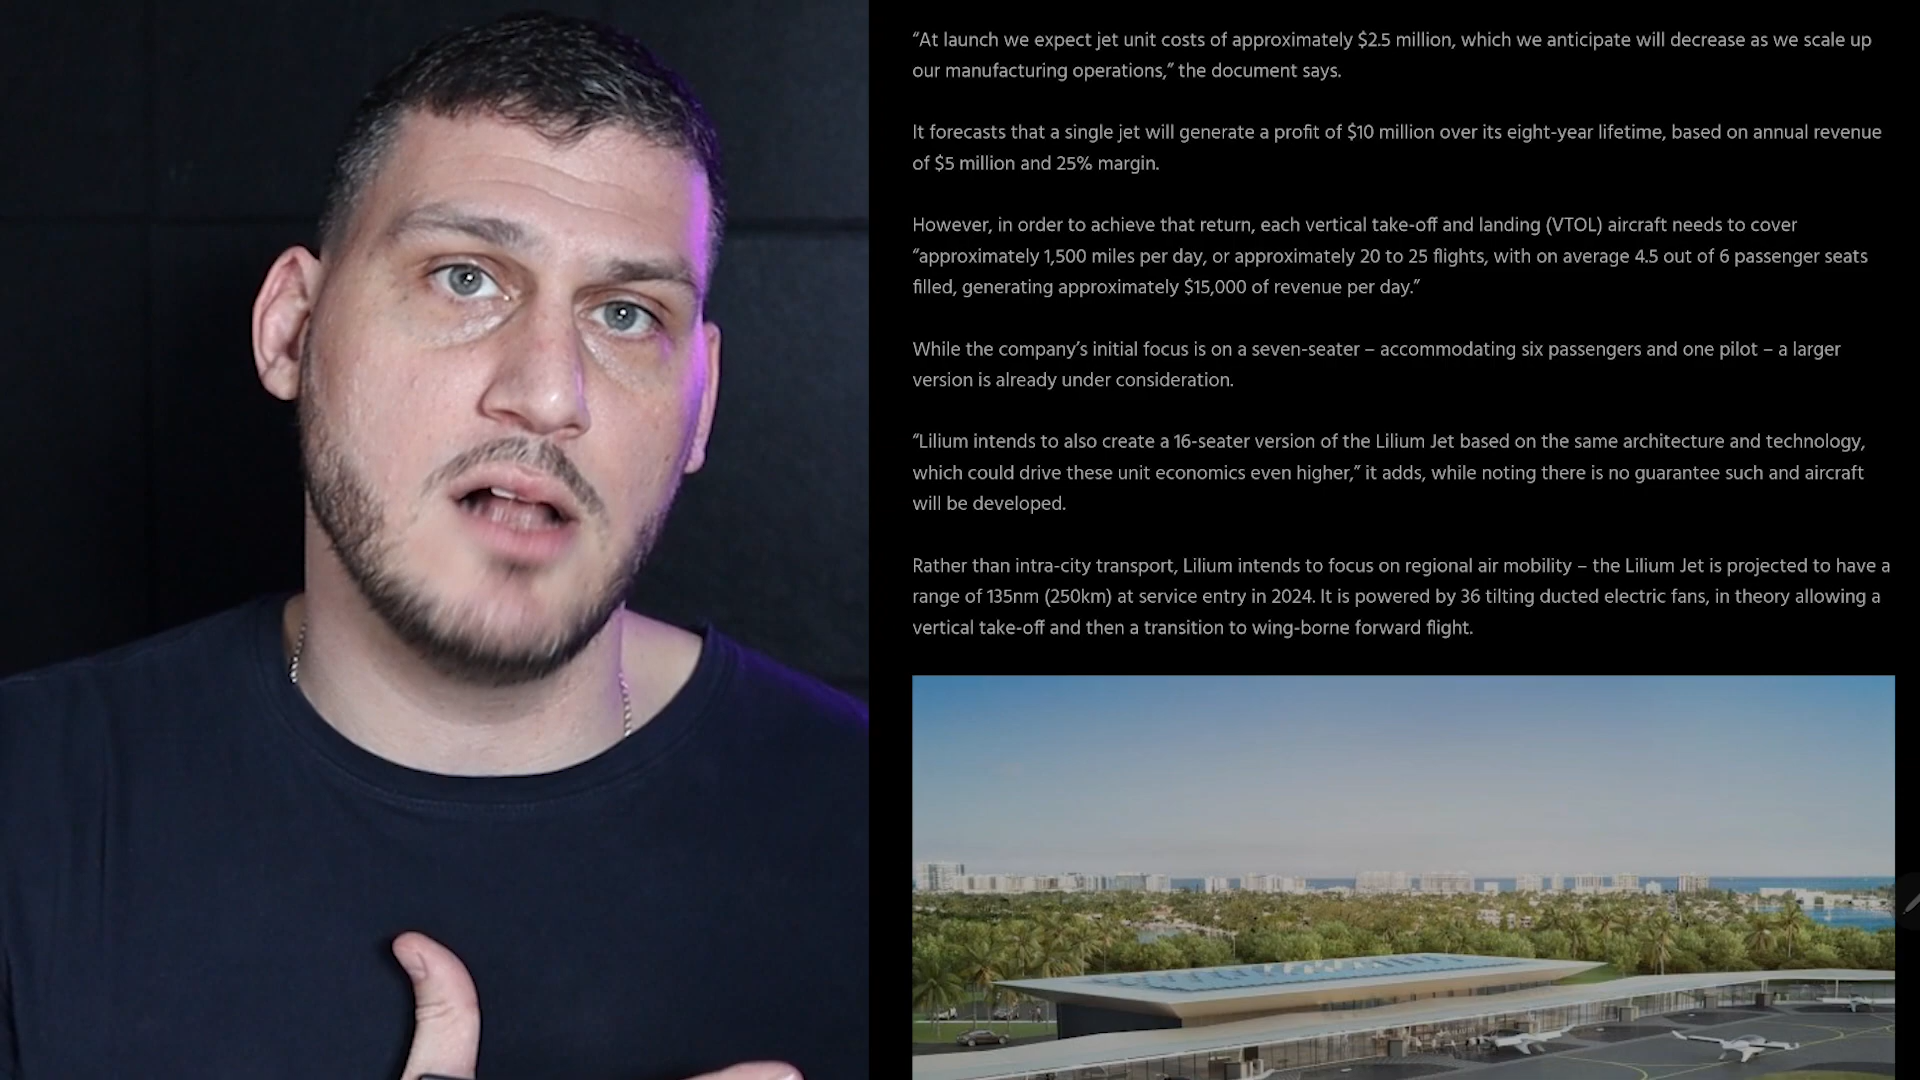 “At launch we expect jet unit costs of approximately $2.5 million, which we anticipate will decrease as we scale up
our manufacturing operations,” the document says.
It forecasts that a single jet will generate a profit of $10 million over its eight-year lifetime, based on annual revenue
of $5 million and 25% margin.
However, in order to achieve that return, each vertical take-off and landing (VTOL) aircraft needs to cover
“approximately 1,500 miles per day, or approximately 20 to 25 flights, with on average 4.5 out of 6 passenger seats
filled, generating approximately $15,000 of revenue per day.”
While the company’s initial focus is on a seven-seater – accommodating six passengers and one pilot – a larger
version is already under consideration.
“Lilium intends to also create a 16-seater version of the Lilium Jet based on the same architecture and technology,
which could drive these unit economics even higher,” it adds, while noting there is no guarantee such and aircraft
will be developed.
Rather than intra-city transport, Lilium intends to focus on regional air mobility – the Lilium Jet is projected to have a
range of 135nm (250km) at service entry in 2024. It is powered by 36 tilting ducted electric fans, in theory allowing a
vertical take-off and then a transition to wing-borne forward flight.